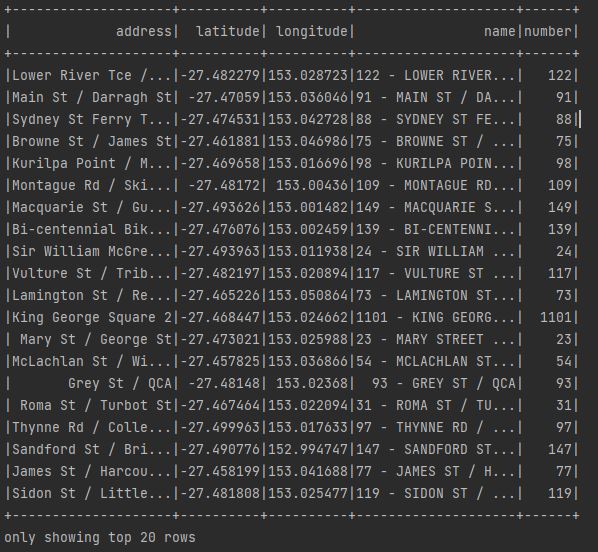 +--------------------+----------+----------+--------------------+------+
|             address|  latitude| longitude|                name|number|
+--------------------+----------+----------+--------------------+------+
|Lower River Tce /...|-27.482279|153.028723|122 - LOWER RIVER...|   122|
|Main St / Darragh St| -27.47059|153.036046|91 - MAIN ST / DA...|    91|
|Sydney St Ferry T...|-27.474531|153.042728|88 - SYDNEY ST FE...|    88|
|Browne St / James St|-27.461881|153.046986|75 - BROWNE ST / ...|    75|
|Kurilpa Point / M...|-27.469658|153.016696|98 - KURILPA POIN...|    98|
|Montague Rd / Ski...| -27.48172| 153.00436|109 - MONTAGUE RD...|   109|
|Macquarie St / Gu...|-27.493626|153.001482|149 - MACQUARIE S...|   149|
|Bi-centennial Bik...|-27.476076|153.002459|139 - BI-CENTENNI...|   139|
|Sir William McGre...|-27.493963|153.011938|24 - SIR WILLIAM ...|    24|
|Vulture St / Trib...|-27.482197|153.020894|117 - VULTURE ST ...|   117|
|Lamington St / Re...|-27.465226|153.050864|73 - LAMINGTON ST...|    73|
|King George Square 2|-27.468447|153.024662|1101 - KING GEORG...|  1101|
| Mary St / George St|-27.473021|153.025988|23 - MARY STREET ...|    23|
|McLachlan St / Wi...|-27.457825|153.036866|54 - MCLACHLAN ST...|    54|
|       Grey St / QCA| -27.48148| 153.02368|  93 - GREY ST / QCA|    93|
| Roma St / Turbot St|-27.467464|153.022094|31 - ROMA ST / TU...|    31|
|Thynne Rd / Colle...|-27.499963|153.017633|97 - THYNNE RD / ...|    97|
|Sandford St / Bri...|-27.490776|152.994747|147 - SANDFORD ST...|   147|
|James St / Harcou...|-27.458199|153.041688|77 - JAMES ST / H...|    77|
|Sidon St / Little...|-27.481808|153.025477|119 - SIDON ST / ...|   119|
+--------------------+----------+----------+--------------------+------+
only showing top 20 rows